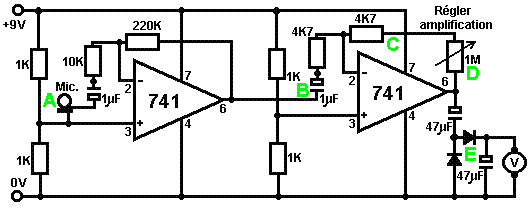 +9V
Régler
amplification
220K
4K7
4K7
C
10K
1K
1K
1M
D
Mic.
A
1µF
2
7
6
741
3
4
B
1µF
2
7
6
741
3
4
47µF
E
1K
1K
47µF
V
0V